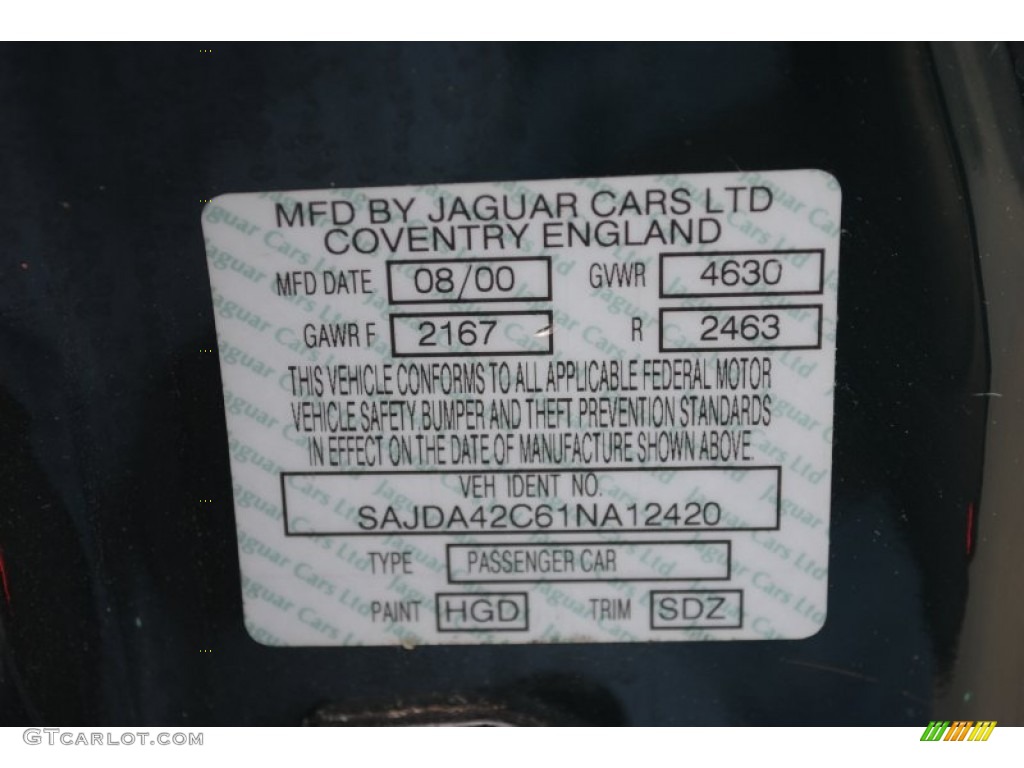 MFD BY JAGUAR CARS LTD
COVENTRY ENGLAND
MFD DATE 08/00 GVWR 4630
GAWR F 2167 R 2463
THIS VEHICLE CONFORMS TO ALL APPLICABLE FEDERAL MOTOR
VEHICLE SAFETY BUMPER AND THEFT PREVENTION STANDARDS
IN EFFECT ON THE DATE OF MANUFACTURE SHOWN ABOVE.
VEH IDENT NO.
SAJDA42C61NA12420
TYPE PASSENGER CAR
PAINT HGD TRIM SDZ
GTCarlot.com